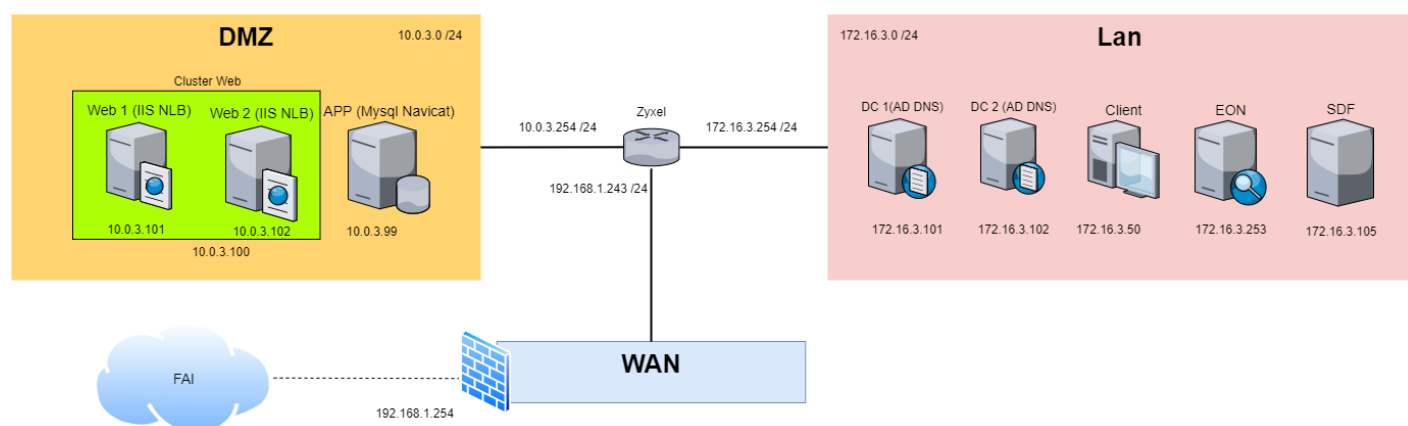 DMZ
10.0.3.0 /24
Cluster Web
Web 1 (IIS NLB)
Web 2 (IIS NLB)
APP (Mysql Navicat)
10.0.3.101
10.0.3.102
10.0.3.99
10.0.3.100
Zyxel
10.0.3.254 /24
172.16.3.254 /24
192.168.1.243 /24
172.16.3.0 /24
Lan
DC 1(AD DNS)
DC 2 (AD DNS)
Client
EON
SDF
172.16.3.101
172.16.3.102
172.16.3.50
172.16.3.253
172.16.3.105
WAN
FAI
192.168.1.254